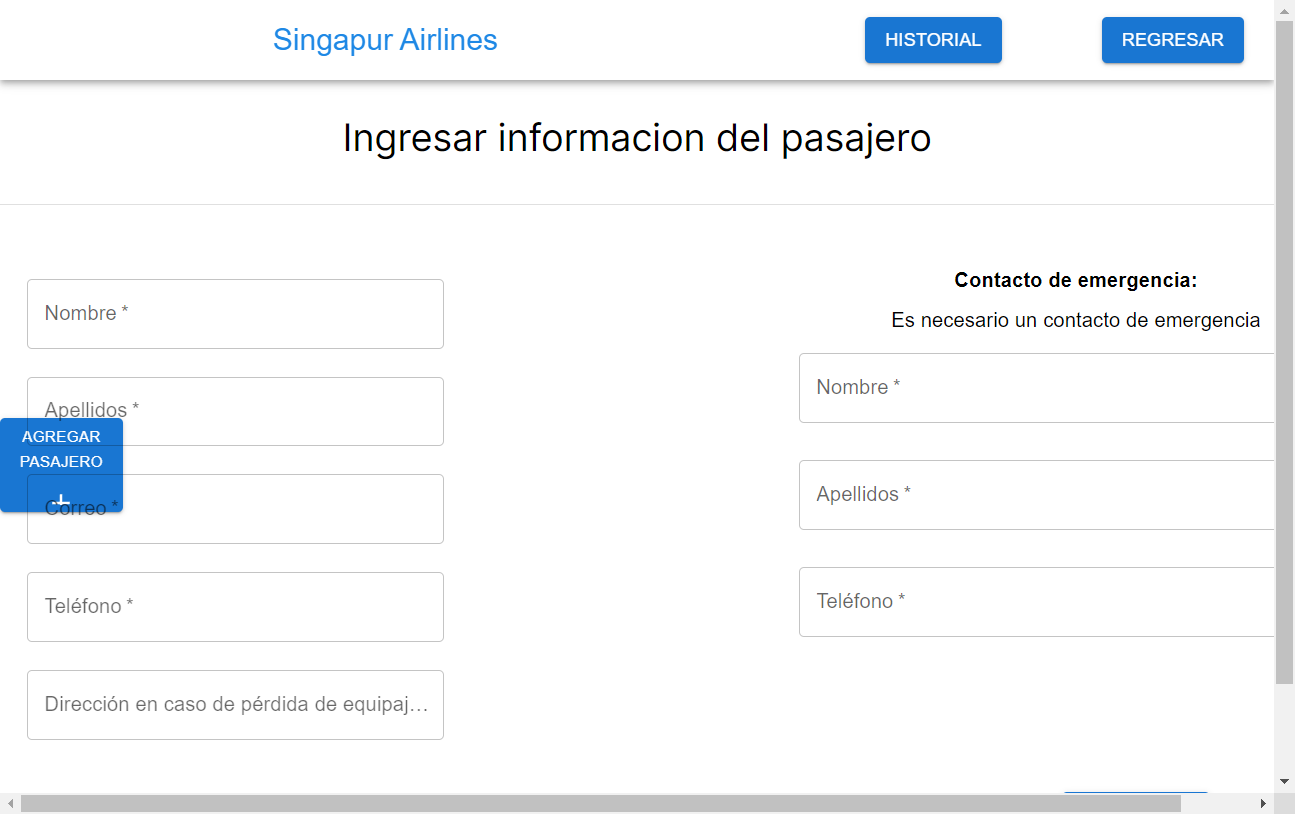 Singapur Airlines
HISTORIAL
REGRESAR
Ingresar informacion del pasajero
Nombre *
Apellidos *
AGREGAR
PASAJERO
+
Correo *
Teléfono *
Dirección en caso de pérdida de equipaj…
Contacto de emergencia:
Es necesario un contacto de emergencia
Nombre *
Apellidos *
Teléfono *